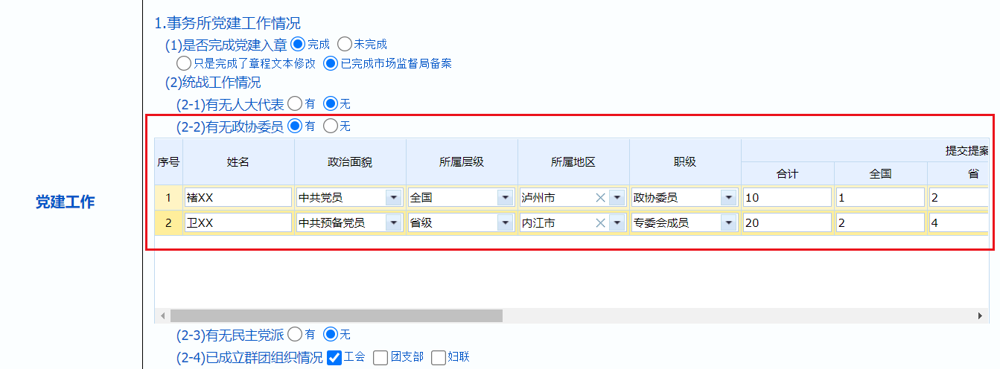 1.事务所党建工作情况
(1)是否完成党建入章 完成 未完成
只是完成了章程文本修改 已完成市场监督局备案
(2)统战工作情况
(2-1)有无人大代表 有 无
(2-2)有无政协委员 有 无
序号 姓名 政治面貌 所属层级 所属地区 职级 提交提案
合计 全国 省
1 褚XX 中共党员 全国 泸州市 政协委员 10 1 2
2 卫XX 中共预备党员 省级 内江市 专委会成员 20 2 4
党建工作
(2-3)有无民主党派 有 无
(2-4)已成立群团组织情况 工会 团支部 妇联